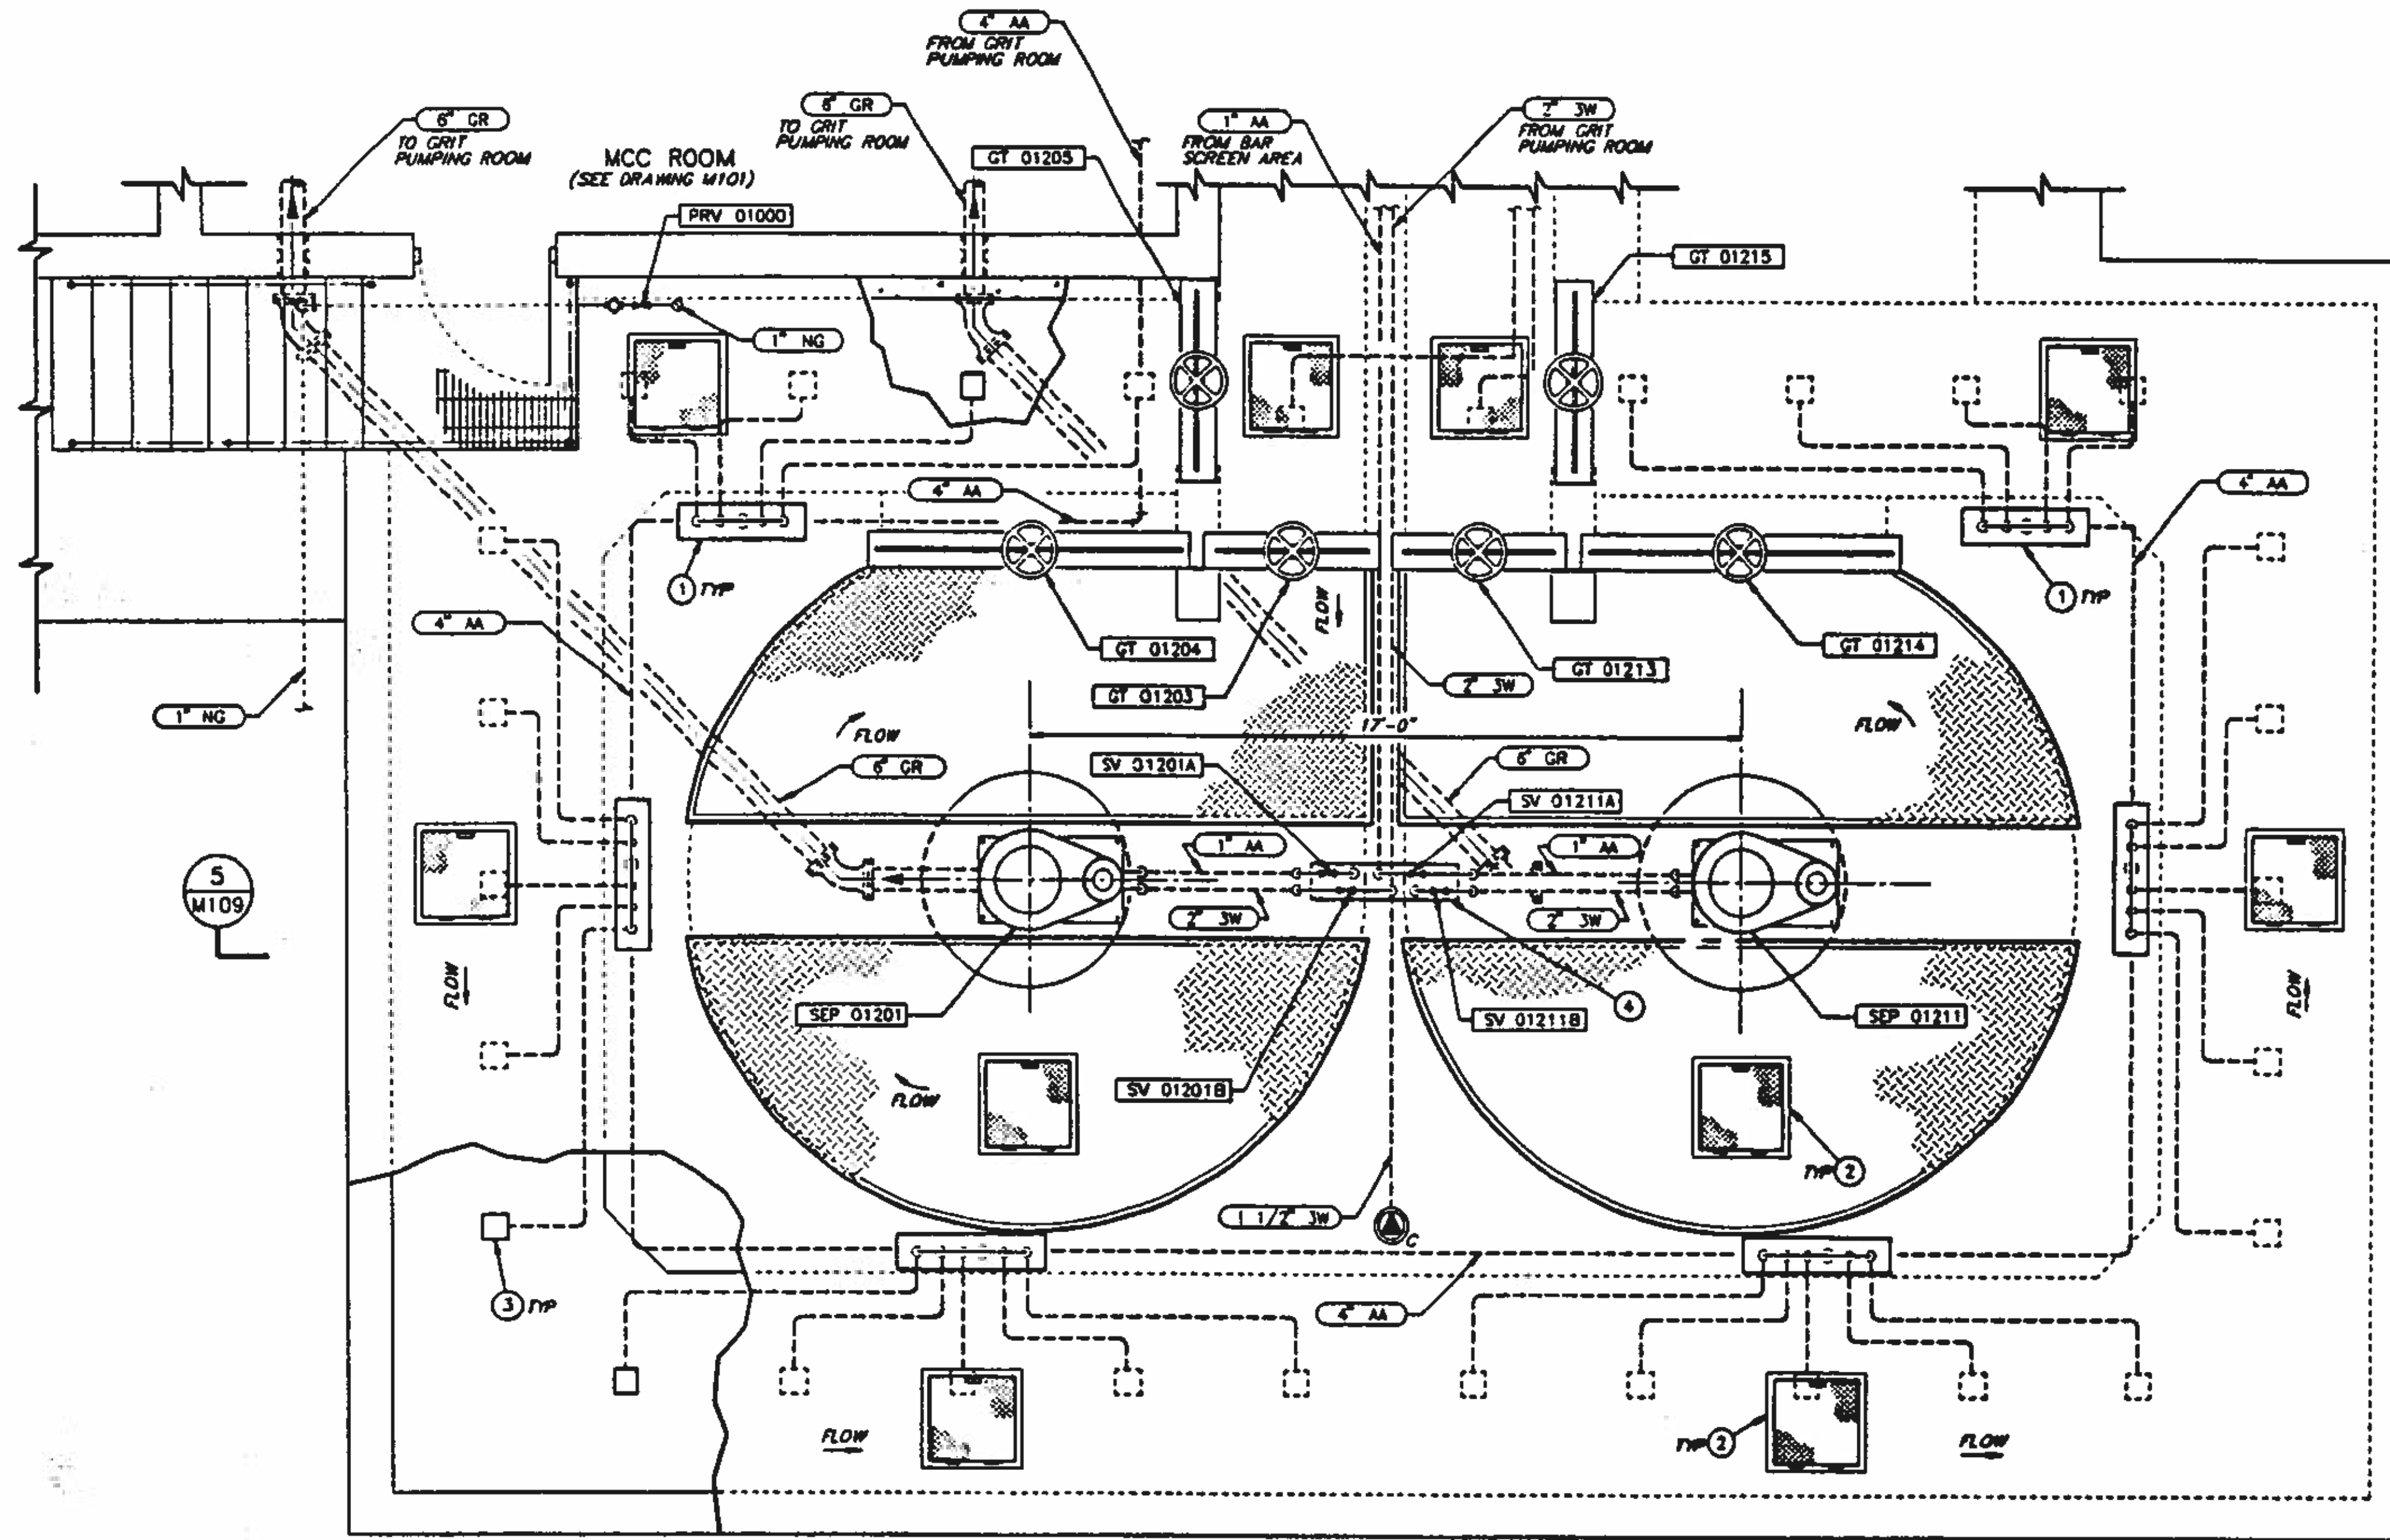 4" AA
FROM GRIT
PUMPING ROOM
6" GR
TO GRIT
PUMPING ROOM
6" GR
TO GRIT
PUMPING ROOM
1" AA
FROM BAR
SCREEN AREA
2" 3W
FROM GRIT
PUMPING ROOM
MCC ROOM
(SEE DRAWING M101)
GT 01205
PRV 01000
GT 01215
1" NG
4" AA
4" AA
1 TYP
1 TYP
4" AA
FLOW
GT 01204
GT 01214
GT 01213
GT 01203
2" 3W
1" NG
17'-0"
FLOW
FLOW
6" GR
SV 01201A
6" GR
SV 01211A
1" AA
1" AA
5
M109
2" 3W
2" 3W
FLOW
FLOW
SEP 01201
SV 01211B
4
SEP 01211
SV 01201B
FLOW
TYP 2
1 1/2" 3W
C
3 TYP
4" AA
FLOW
TYP 2
FLOW